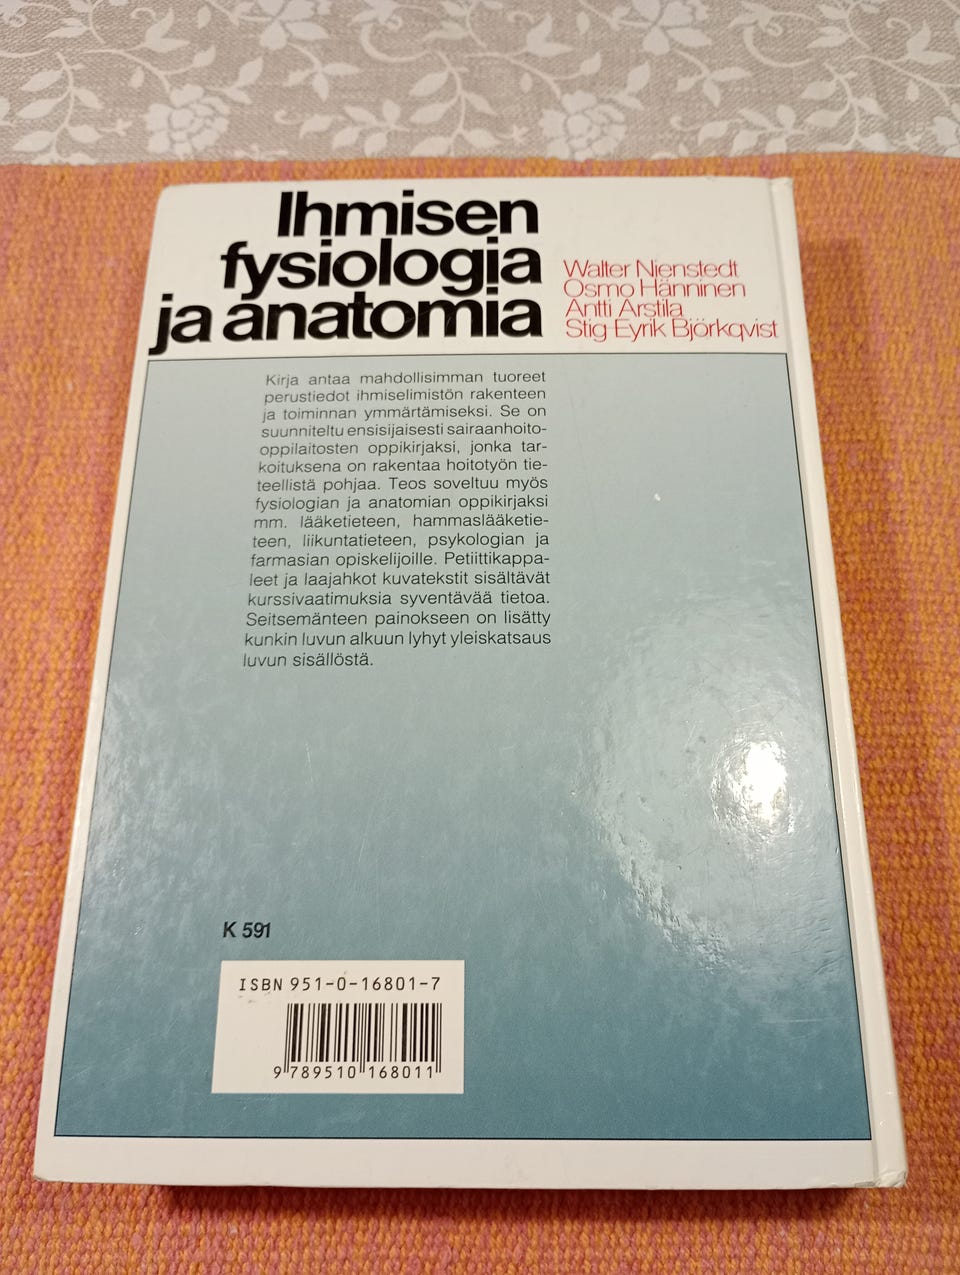 Ihmisen
fysiologia
ja anatomia
Walter Nienstedt
Osmo Hänninen
Antti Arstila
Stig-Eyrik Björkqvist
Kirja antaa mahdollisimman tuoreet
perustiedot ihmiselimistön rakenteen
ja toiminnan ymmärtämiseksi. Se on
suunniteltu ensisijaisesti sairaanhoito-
oppilaitosten oppikirjaksi, jonka tar-
koituksena on rakentaa hoitotyön tie-
teellistä pohjaa. Teos soveltuu myös
fysiologian ja anatomian oppikirjaksi
mm. lääketieteen, hammaslääketie-
teen, liikuntatieteen, psykologian ja
farmasian opiskelijoille. Petiittikappa-
leet ja laajahkot kuvatekstit sisältävät
kurssivaatimuksia syventävää tietoa.
Seitsemänteen painokseen on lisätty
kunkin luvun alkuun lyhyt yleiskatsaus
luvun sisällöstä.
K 591
ISBN 951-0-16801-7
9 789510 168011